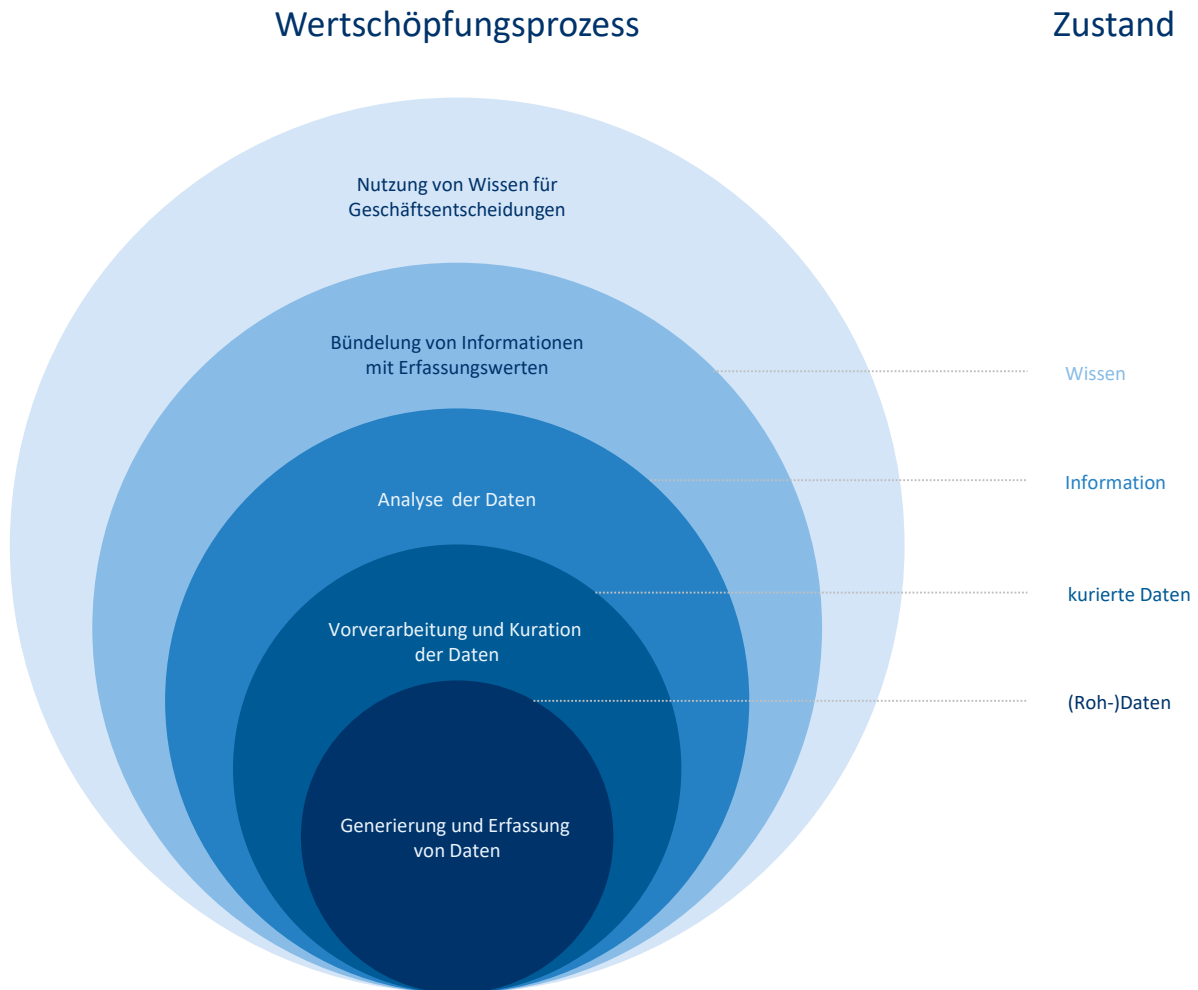 Wertschöpfungsprozess
Zustand
Nutzung von Wissen für
Geschäftsentscheidungen
Bündelung von Informationen
mit Erfassungswerten
Wissen
Information
Analyse der Daten
kurierte Daten
Vorverarbeitung und Kuration
der Daten
(Roh-)Daten
Generierung und Erfassung
von Daten